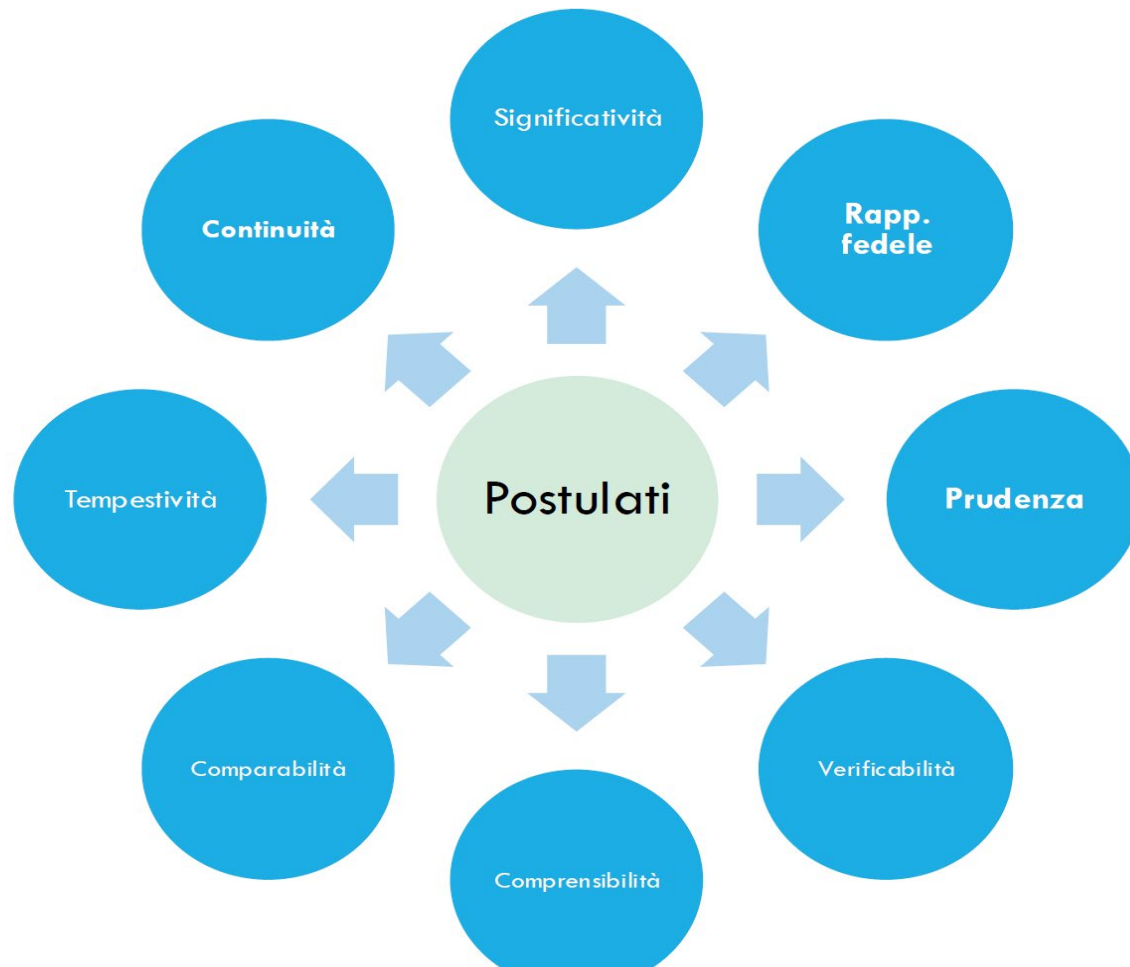 Significatività
Rapp.
fedele
Continuità
Tempestività
Postulati
Prudenza
Comparabilità
Verificabilità
Comprensibilità